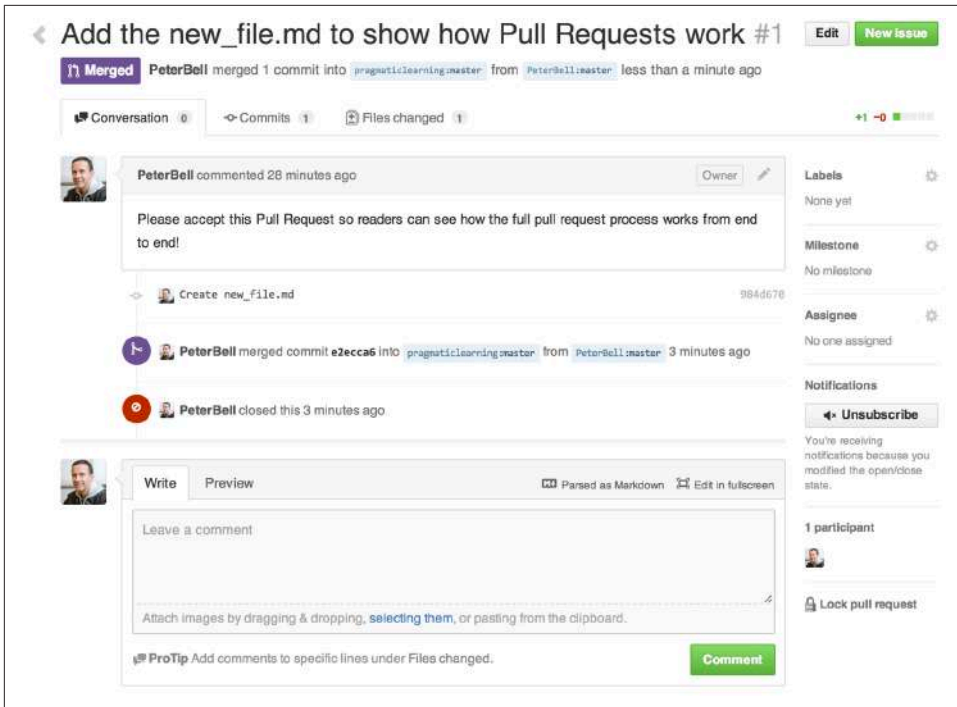 Add the new_file.md to show how Pull Requests work #1
Edit
New issue
Merged PeterBell merged 1 commit into pragmaticlearning:master from PeterBell:master less than a minute ago
Conversation 0
Commits 1
Files changed 1
+1 −0
PeterBell commented 28 minutes ago
Owner
Please accept this Pull Request so readers can see how the full pull request process works from end
to end!
Create new_file.md
984d670
PeterBell merged commit e2ecca6 into pragmaticlearning:master from PeterBell:master 3 minutes ago
PeterBell closed this 3 minutes ago
Write
Preview
Parsed as Markdown
Edit in fullscreen
Leave a comment
Attach images by dragging & dropping, selecting them, or pasting from the clipboard.
ProTip Add comments to specific lines under Files changed.
Comment
Labels
None yet
Milestone
No milestone
Assignee
No one assigned
Notifications
Unsubscribe
You're receiving
notifications because you
modified the open/close
state.
1 participant
Lock pull request